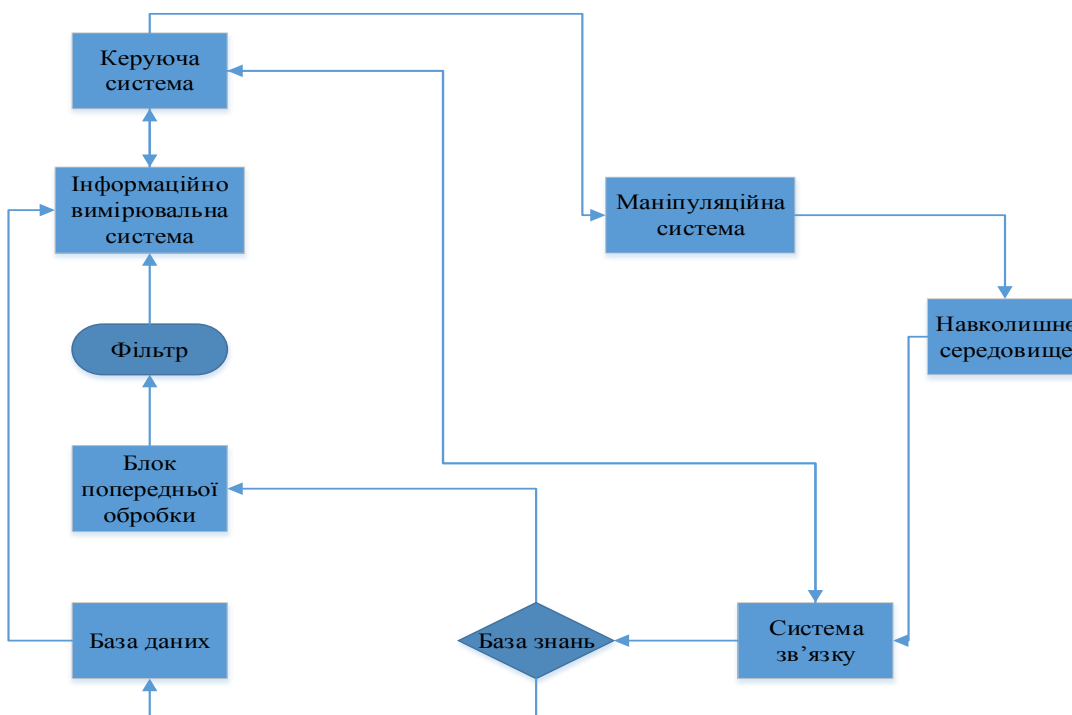 Керуюча
система
Інформаційно
вимірювальна
система
Маніпуляційна
система
Навколишнє
середовище
Фільтр
Блок
попередньої
обробки
База даних
База знань
Система
зв’язку